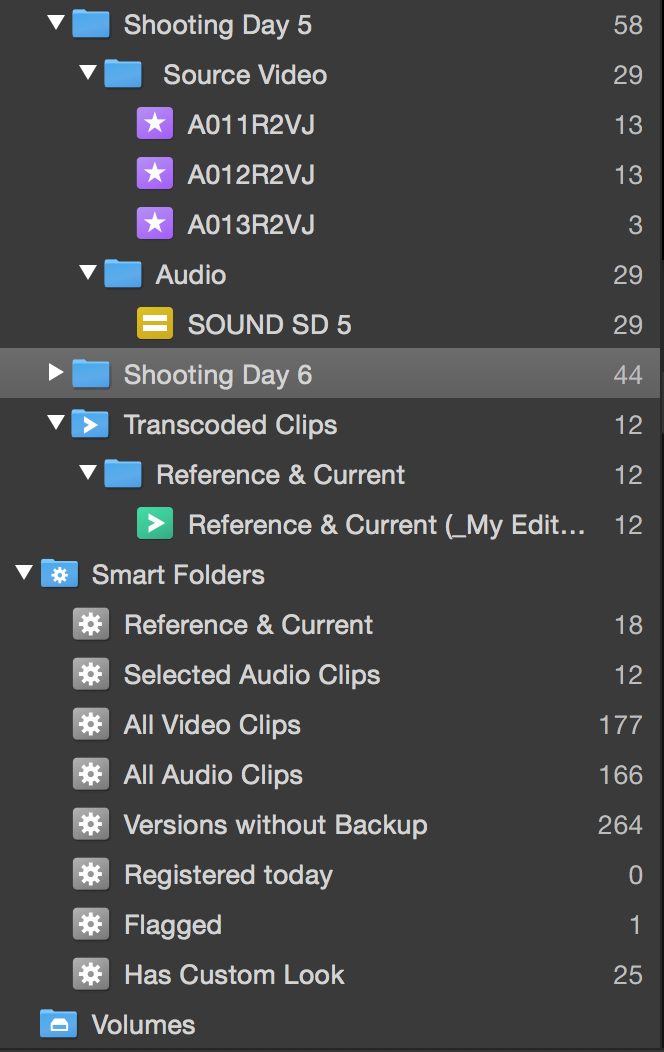 Shooting Day 5 58
Source Video 29
A011R2VJ 13
A012R2VJ 13
A013R2VJ 3
Audio 29
SOUND SD 5 29
Shooting Day 6 44
Transcoded Clips 12
Reference & Current 12
Reference & Current (_My Edit... 12
Smart Folders
Reference & Current 18
Selected Audio Clips 12
All Video Clips 177
All Audio Clips 166
Versions without Backup 264
Registered today 0
Flagged 1
Has Custom Look 25
Volumes